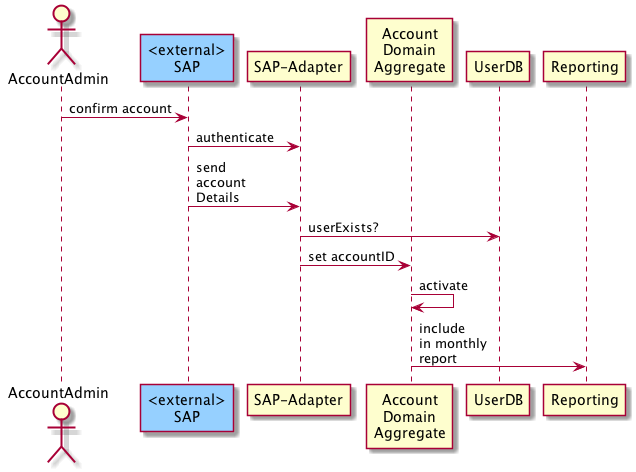 AccountAdmin
<external>
SAP
SAP-Adapter
Account
Domain
Aggregate
UserDB
Reporting
confirm account
authenticate
send
account
Details
userExists?
set accountID
activate
include
in monthly
report
AccountAdmin
<external>
SAP
SAP-Adapter
Account
Domain
Aggregate
UserDB
Reporting